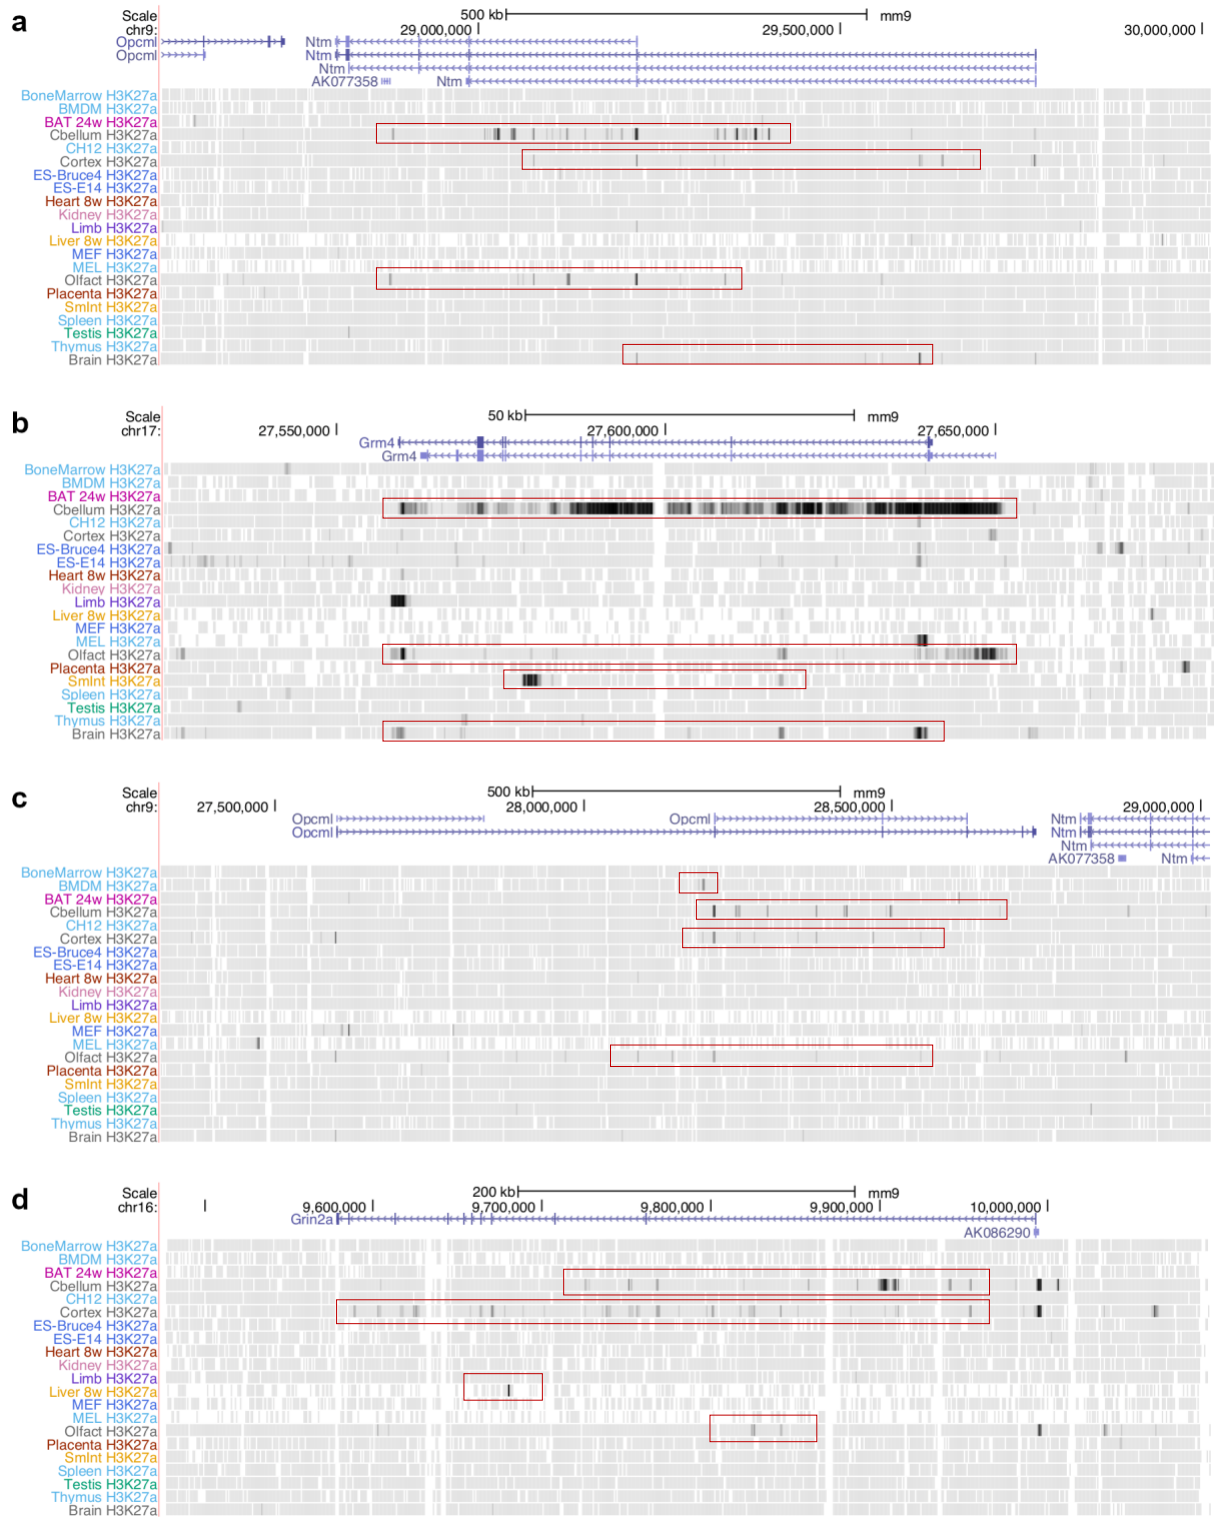 a
Scale 500 kb mm9
chr9: 29,000,000 29,500,000 30,000,000
Opcml Ntm
Opcml Ntm
Ntm
AK077358 Ntm
BoneMarrow H3K27a
BMDM H3K27a
BAT 24w H3K27a
Cbellum H3K27a
CH12 H3K27a
Cortex H3K27a
ES-Bruce4 H3K27a
ES-E14 H3K27a
Heart 8w H3K27a
Kidney H3K27a
Limb H3K27a
Liver 8w H3K27a
MEF H3K27a
MEL H3K27a
Olfact H3K27a
Placenta H3K27a
SmInt H3K27a
Spleen H3K27a
Testis H3K27a
Thymus H3K27a
Brain H3K27a
b
Scale 50 kb mm9
chr17: 27,550,000 27,600,000 27,650,000
Grm4
Grm4
BoneMarrow H3K27a
BMDM H3K27a
BAT 24w H3K27a
Cbellum H3K27a
CH12 H3K27a
Cortex H3K27a
ES-Bruce4 H3K27a
ES-E14 H3K27a
Heart 8w H3K27a
Kidney H3K27a
Limb H3K27a
Liver 8w H3K27a
MEF H3K27a
MEL H3K27a
Olfact H3K27a
Placenta H3K27a
SmInt H3K27a
Spleen H3K27a
Testis H3K27a
Thymus H3K27a
Brain H3K27a
c
Scale 500 kb mm9
chr9: 27,500,000 28,000,000 28,500,000 29,000,000
Opcml Opcml Ntm
Opcml Ntm
Ntm
AK077358 Ntm
BoneMarrow H3K27a
BMDM H3K27a
BAT 24w H3K27a
Cbellum H3K27a
CH12 H3K27a
Cortex H3K27a
ES-Bruce4 H3K27a
ES-E14 H3K27a
Heart 8w H3K27a
Kidney H3K27a
Limb H3K27a
Liver 8w H3K27a
MEF H3K27a
MEL H3K27a
Olfact H3K27a
Placenta H3K27a
SmInt H3K27a
Spleen H3K27a
Testis H3K27a
Thymus H3K27a
Brain H3K27a
d
Scale 200 kb mm9
chr16: 9,600,000 9,700,000 9,800,000 9,900,000 10,000,000
Grin2a
AK086290
BoneMarrow H3K27a
BMDM H3K27a
BAT 24w H3K27a
Cbellum H3K27a
CH12 H3K27a
Cortex H3K27a
ES-Bruce4 H3K27a
ES-E14 H3K27a
Heart 8w H3K27a
Kidney H3K27a
Limb H3K27a
Liver 8w H3K27a
MEF H3K27a
MEL H3K27a
Olfact H3K27a
Placenta H3K27a
SmInt H3K27a
Spleen H3K27a
Testis H3K27a
Thymus H3K27a
Brain H3K27a